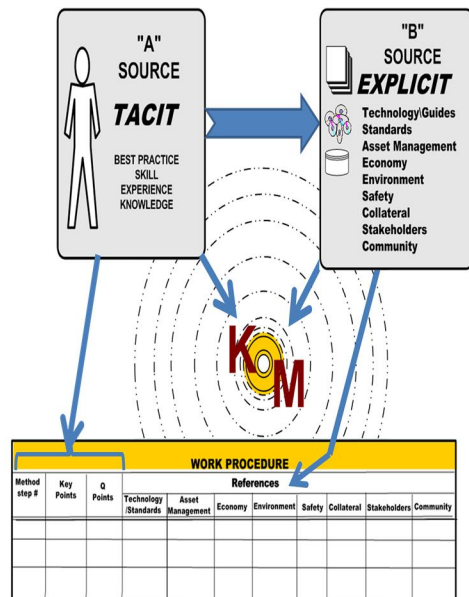 "A"
SOURCE
TACIT
BEST PRACTICE
SKILL
EXPERIENCE
KNOWLEDGE
"B"
SOURCE
EXPLICIT
Technology\Guides
Standards
Asset Management
Economy
Environment
Safety
Collateral
Stakeholders
Community
K
M
WORK PROCEDURE
References
Method
step #
Key
Points
Q
Points
Technology
/Standards
Asset
Management
Economy
Environment
Safety
Collateral
Stakeholders
Community